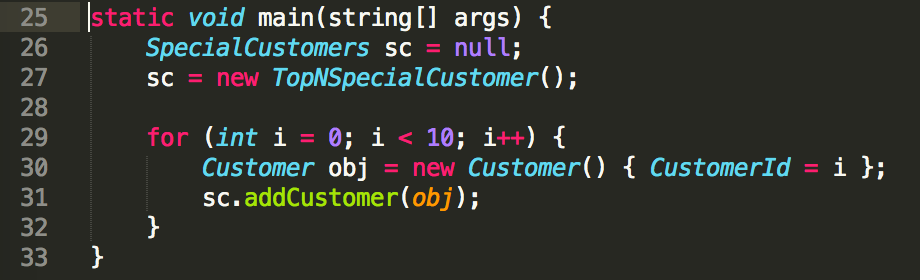 25 static void main(string[] args) {
26     SpecialCustomers sc = null;
27     sc = new TopNSpecialCustomer();
28
29     for (int i = 0; i < 10; i++) {
30         Customer obj = new Customer() { CustomerId = i };
31         sc.addCustomer(obj);
32     }
33 }